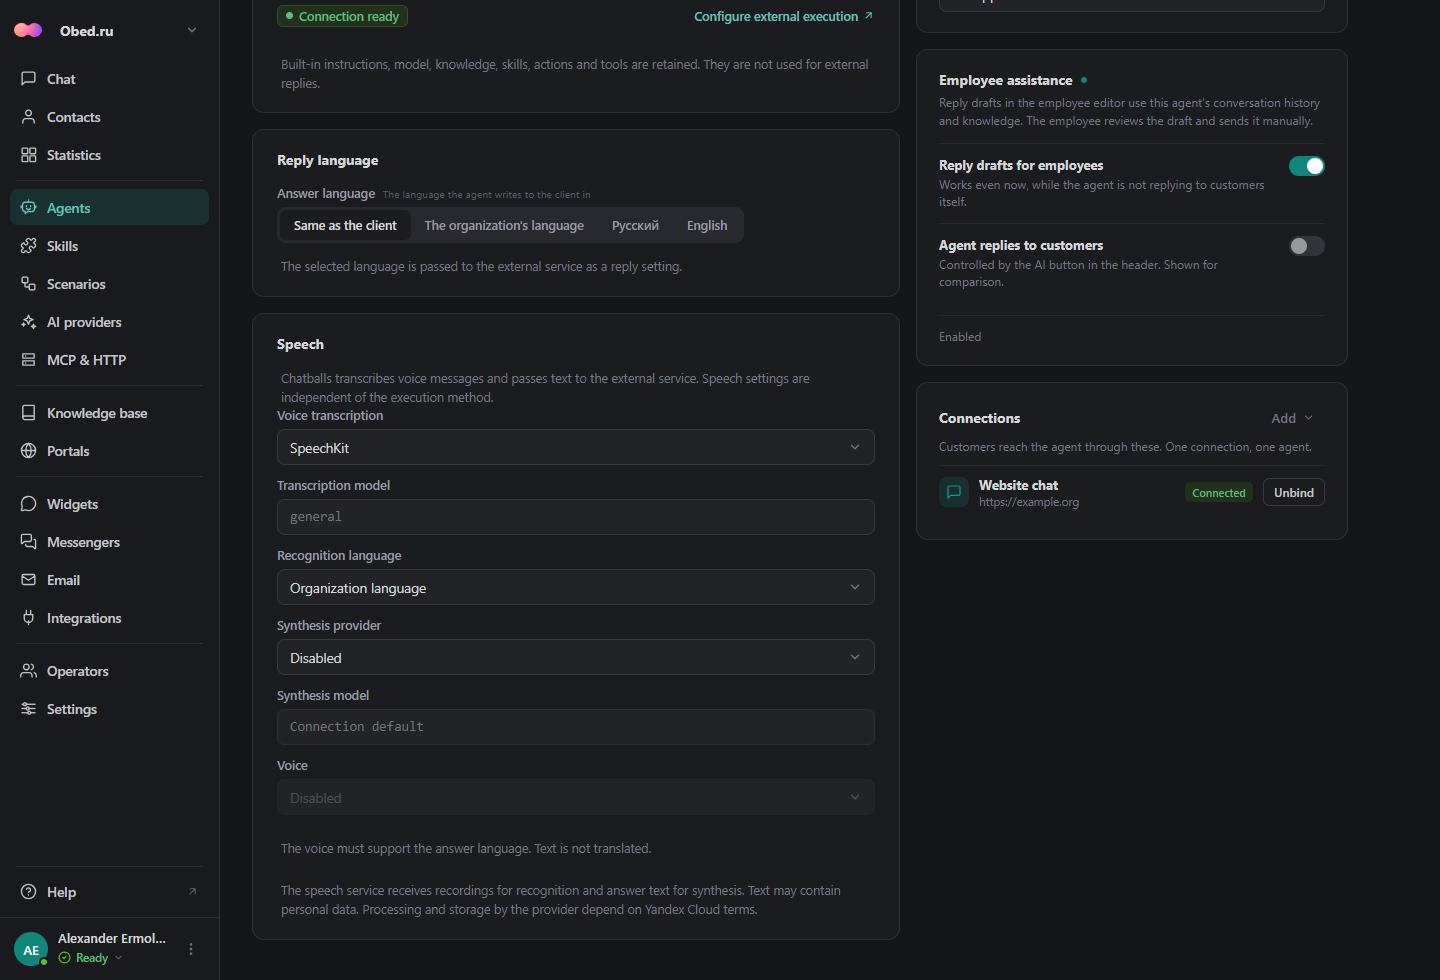 Obed.ru
Chat
Contacts
Statistics
Agents
Skills
Scenarios
AI providers
MCP & HTTP
Knowledge base
Portals
Widgets
Messengers
Email
Integrations
Operators
Settings
Help
AE
Alexander Ermol...
Ready
Connection ready
Configure external execution
Built-in instructions, model, knowledge, skills, actions and tools are retained. They are not used for external
replies.
Reply language
Answer language The language the agent writes to the client in
Same as the client
The organization's language
Русский
English
The selected language is passed to the external service as a reply setting.
Speech
Chatballs transcribes voice messages and passes text to the external service. Speech settings are
independent of the execution method.
Voice transcription
SpeechKit
Transcription model
general
Recognition language
Organization language
Synthesis provider
Disabled
Synthesis model
Connection default
Voice
Disabled
The voice must support the answer language. Text is not translated.
The speech service receives recordings for recognition and answer text for synthesis. Text may contain
personal data. Processing and storage by the provider depend on Yandex Cloud terms.
Employee assistance
Reply drafts in the employee editor use this agent's conversation history
and knowledge. The employee reviews the draft and sends it manually.
Reply drafts for employees
Works even now, while the agent is not replying to customers
itself.
Agent replies to customers
Controlled by the AI button in the header. Shown for
comparison.
Enabled
Connections
Add
Customers reach the agent through these. One connection, one agent.
Website chat
https://example.org
Connected
Unbind